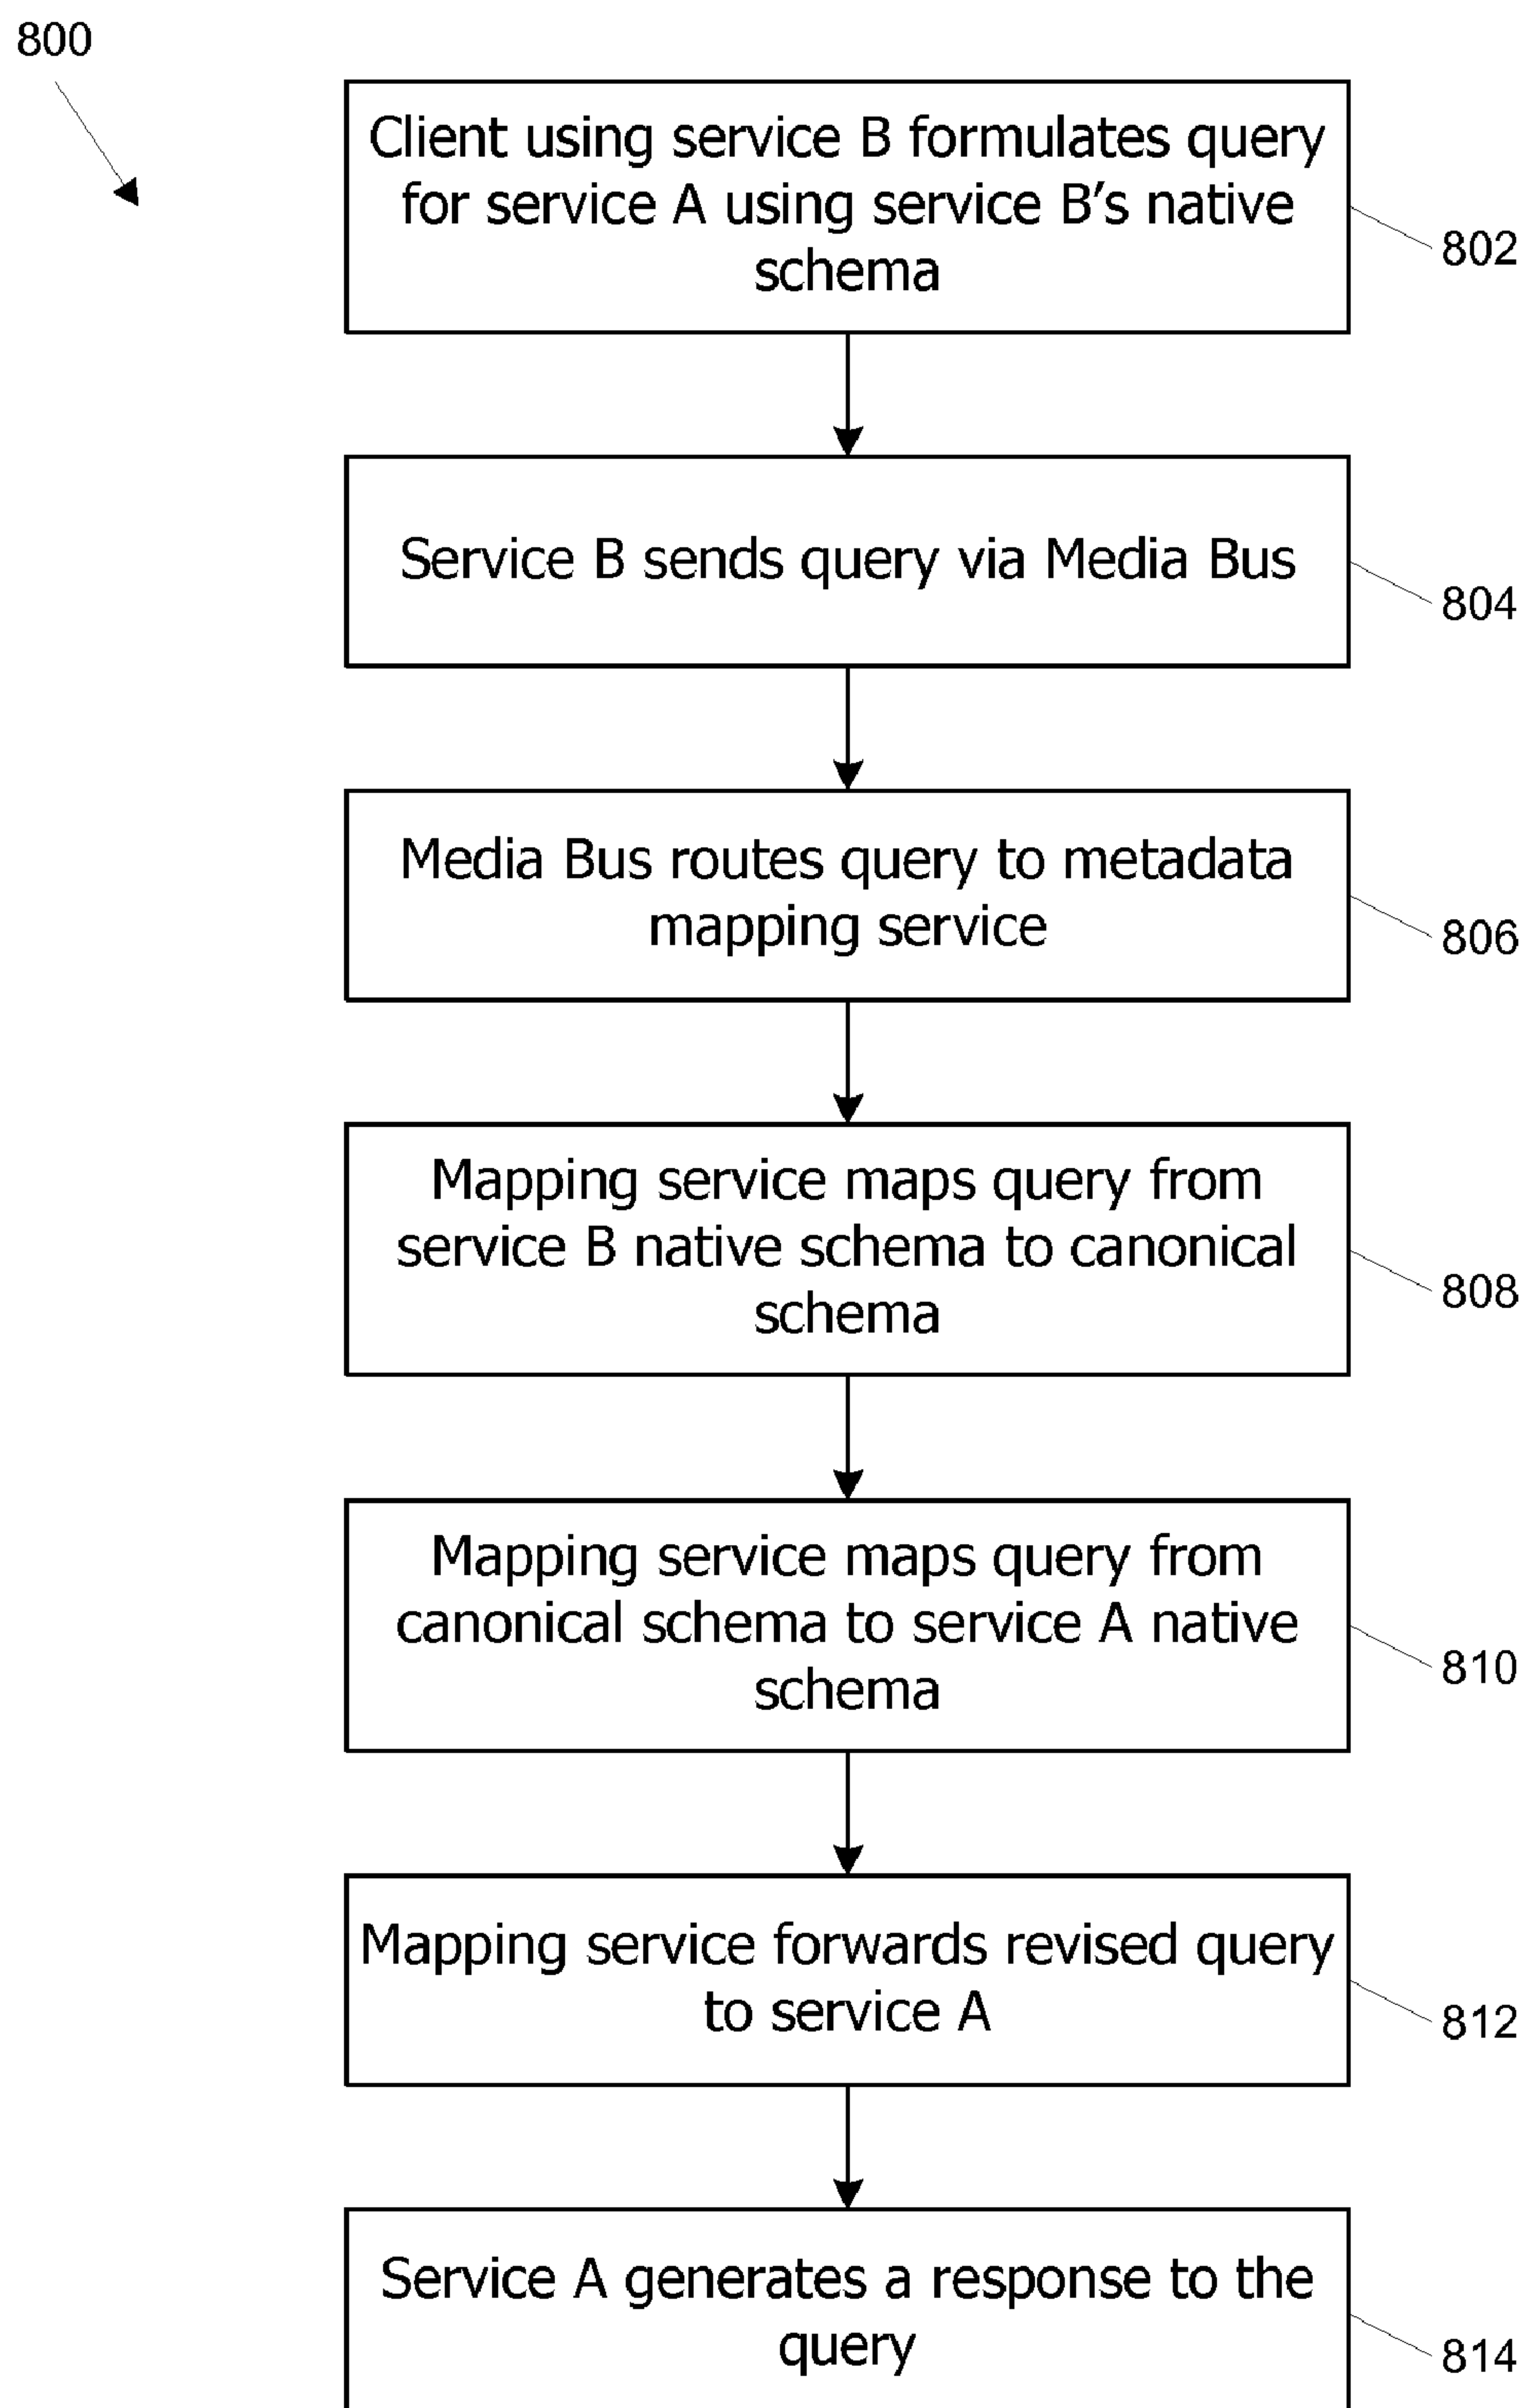 800
Client using service B formulates query
for service A using service B's native
schema
802
Service B sends query via Media Bus
804
Media Bus routes query to metadata
mapping service
806
Mapping service maps query from
service B native schema to canonical
schema
808
Mapping service maps query from
canonical schema to service A native
schema
810
Mapping service forwards revised query
to service A
812
Service A generates a response to the
query
814